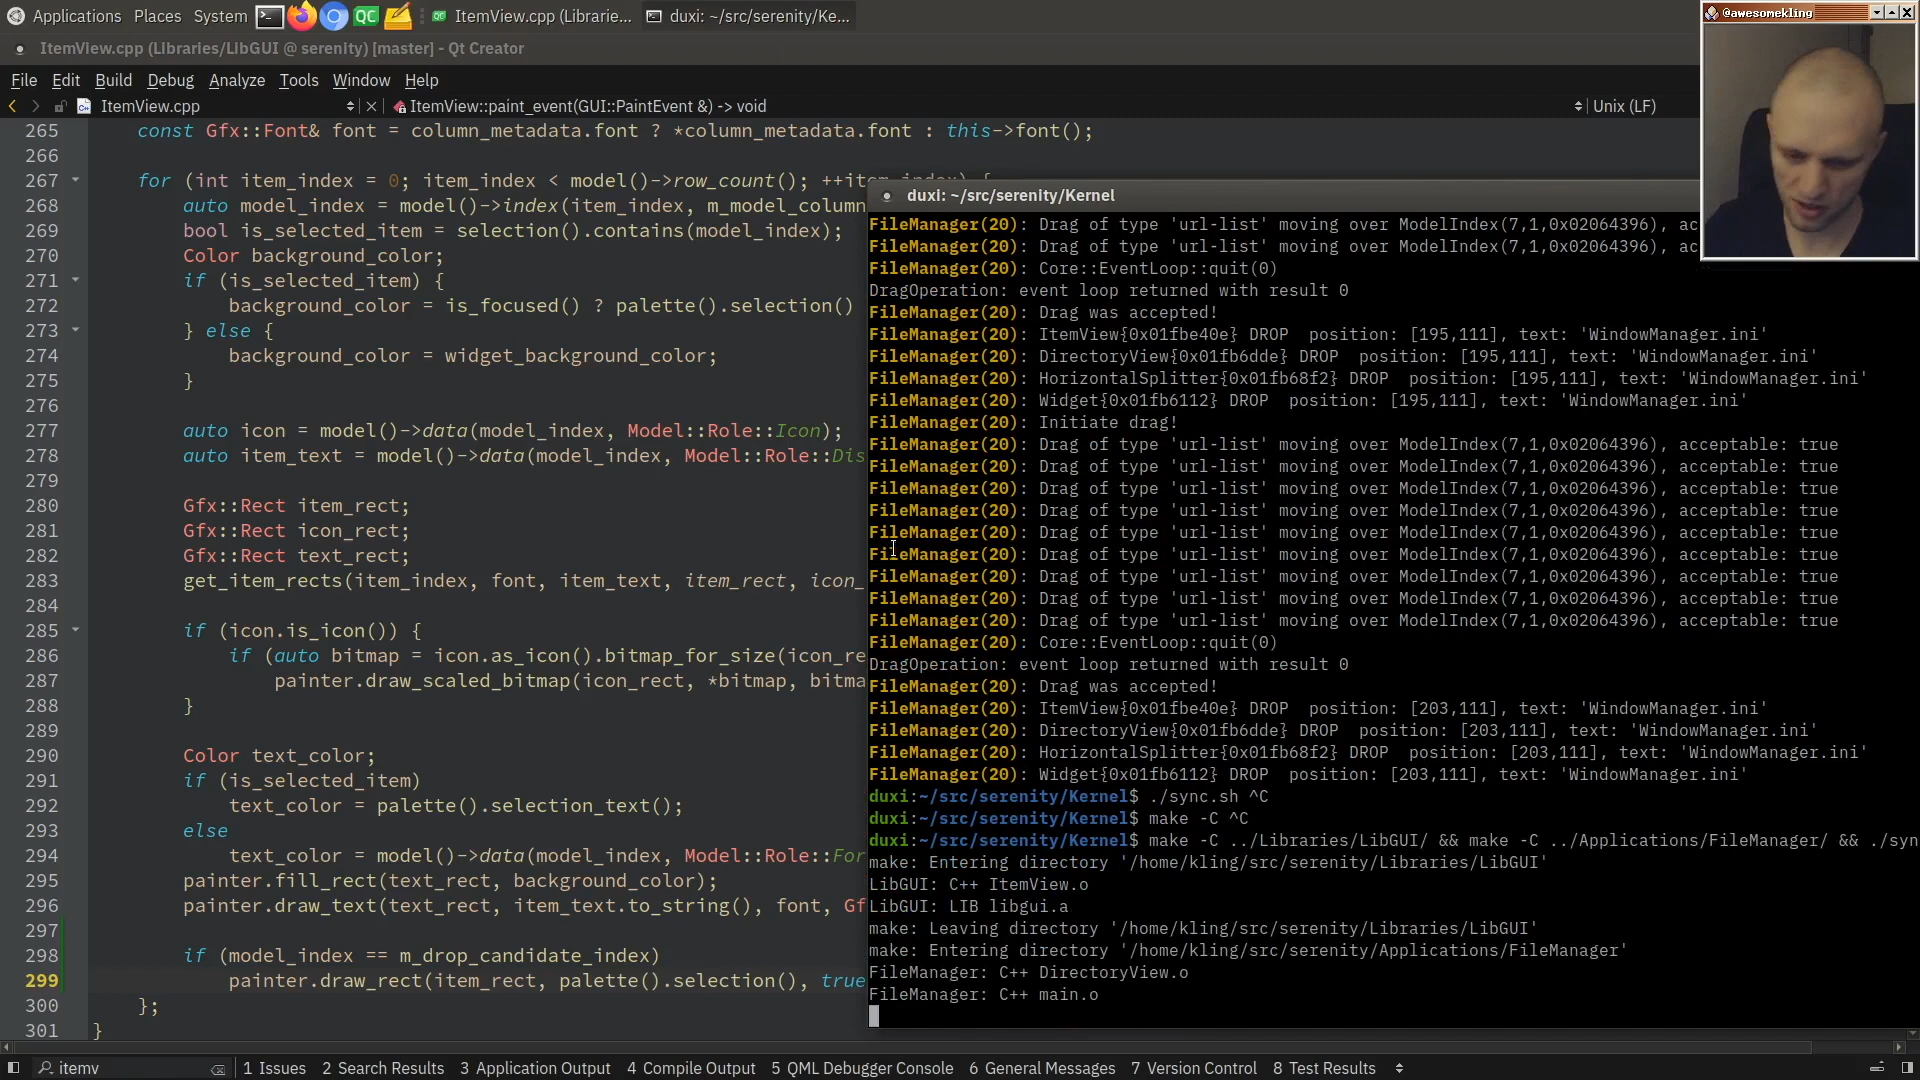 Applications Places System ItemView.cpp (Librarie... duxi: ~/src/serenity/Ke...
@awesomekling
ItemView.cpp (Libraries/LibGUI @ serenity) [master] - Qt Creator
File Edit Build Debug Analyze Tools Window Help
ItemView.cpp ItemView::paint_event(GUI::PaintEvent &) -> void Unix (LF)
265 const Gfx::Font& font = column_metadata.font ? *column_metadata.font : this->font();
266
267 for (int item_index = 0; item_index < model()->row_count(); ++item_index) {
268 auto model_index = model()->index(item_index, m_model_column
269 bool is_selected_item = selection().contains(model_index);
270 Color background_color;
271 if (is_selected_item) {
272 background_color = is_focused() ? palette().selection()
273 } else {
274 background_color = widget_background_color;
275 }
276
277 auto icon = model()->data(model_index, Model::Role::Icon);
278 auto item_text = model()->data(model_index, Model::Role::Dis
279
280 Gfx::Rect item_rect;
281 Gfx::Rect icon_rect;
282 Gfx::Rect text_rect;
283 get_item_rects(item_index, font, item_text, item_rect, icon_
284
285 if (icon.is_icon()) {
286 if (auto bitmap = icon.as_icon().bitmap_for_size(icon_re
287 painter.draw_scaled_bitmap(icon_rect, *bitmap, bitma
288 }
289
290 Color text_color;
291 if (is_selected_item)
292 text_color = palette().selection_text();
293 else
294 text_color = model()->data(model_index, Model::Role::For
295 painter.fill_rect(text_rect, background_color);
296 painter.draw_text(text_rect, item_text.to_string(), font, Gf
297
298 if (model_index == m_drop_candidate_index)
299 painter.draw_rect(item_rect, palette().selection(), true
300 };
301 }
duxi: ~/src/serenity/Kernel
FileManager(20): Drag of type 'url-list' moving over ModelIndex(7,1,0x02064396), ac
FileManager(20): Drag of type 'url-list' moving over ModelIndex(7,1,0x02064396), ac
FileManager(20): Core::EventLoop::quit(0)
DragOperation: event loop returned with result 0
FileManager(20): Drag was accepted!
FileManager(20): ItemView{0x01fbe40e} DROP position: [195,111], text: 'WindowManager.ini'
FileManager(20): DirectoryView{0x01fb6dde} DROP position: [195,111], text: 'WindowManager.ini'
FileManager(20): HorizontalSplitter{0x01fb68f2} DROP position: [195,111], text: 'WindowManager.ini'
FileManager(20): Widget{0x01fb6112} DROP position: [195,111], text: 'WindowManager.ini'
FileManager(20): Initiate drag!
FileManager(20): Drag of type 'url-list' moving over ModelIndex(7,1,0x02064396), acceptable: true
FileManager(20): Drag of type 'url-list' moving over ModelIndex(7,1,0x02064396), acceptable: true
FileManager(20): Drag of type 'url-list' moving over ModelIndex(7,1,0x02064396), acceptable: true
FileManager(20): Drag of type 'url-list' moving over ModelIndex(7,1,0x02064396), acceptable: true
FileManager(20): Drag of type 'url-list' moving over ModelIndex(7,1,0x02064396), acceptable: true
FileManager(20): Drag of type 'url-list' moving over ModelIndex(7,1,0x02064396), acceptable: true
FileManager(20): Drag of type 'url-list' moving over ModelIndex(7,1,0x02064396), acceptable: true
FileManager(20): Drag of type 'url-list' moving over ModelIndex(7,1,0x02064396), acceptable: true
FileManager(20): Drag of type 'url-list' moving over ModelIndex(7,1,0x02064396), acceptable: true
FileManager(20): Core::EventLoop::quit(0)
DragOperation: event loop returned with result 0
FileManager(20): Drag was accepted!
FileManager(20): ItemView{0x01fbe40e} DROP position: [203,111], text: 'WindowManager.ini'
FileManager(20): DirectoryView{0x01fb6dde} DROP position: [203,111], text: 'WindowManager.ini'
FileManager(20): HorizontalSplitter{0x01fb68f2} DROP position: [203,111], text: 'WindowManager.ini'
FileManager(20): Widget{0x01fb6112} DROP position: [203,111], text: 'WindowManager.ini'
duxi:~/src/serenity/Kernel$ ./sync.sh ^C
duxi:~/src/serenity/Kernel$ make -C ^C
duxi:~/src/serenity/Kernel$ make -C ../Libraries/LibGUI/ && make -C ../Applications/FileManager/ && ./syn
make: Entering directory '/home/kling/src/serenity/Libraries/LibGUI'
LibGUI: C++ ItemView.o
LibGUI: LIB libgui.a
make: Leaving directory '/home/kling/src/serenity/Libraries/LibGUI'
make: Entering directory '/home/kling/src/serenity/Applications/FileManager'
FileManager: C++ DirectoryView.o
FileManager: C++ main.o
itemv 1 Issues 2 Search Results 3 Application Output 4 Compile Output 5 QML Debugger Console 6 General Messages 7 Version Control 8 Test Results